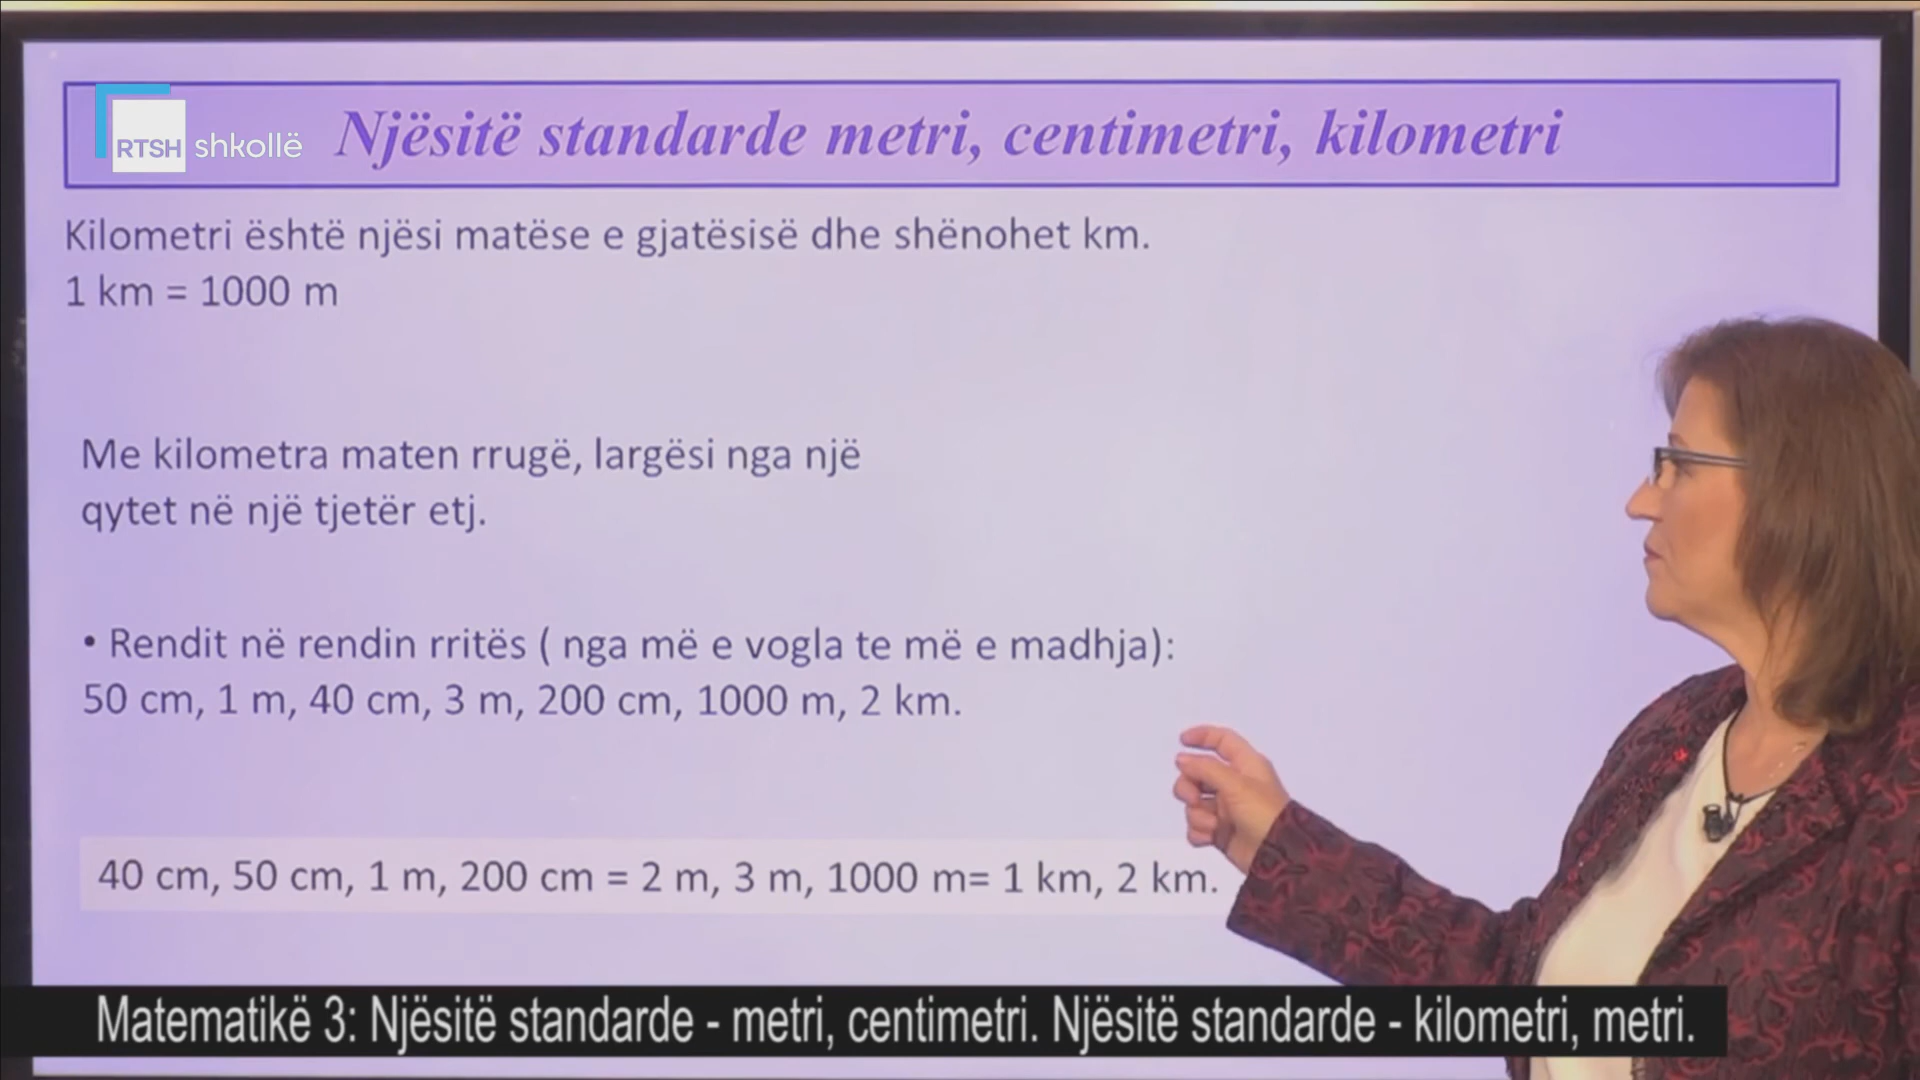 RTSH shkollë
Njësitë standarde metri, centimetri, kilometri
Kilometri është njësi matëse e gjatësisë dhe shënohet km.
1 km = 1000 m
Me kilometra maten rrugë, largësi nga një
qytet në një tjetër etj.
• Rendit në rendin rritës ( nga më e vogla te më e madhja):
50 cm, 1 m, 40 cm, 3 m, 200 cm, 1000 m, 2 km.
40 cm, 50 cm, 1 m, 200 cm = 2 m, 3 m, 1000 m= 1 km, 2 km.
Matematikë 3: Njësitë standarde - metri, centimetri. Njësitë standarde - kilometri, metri.